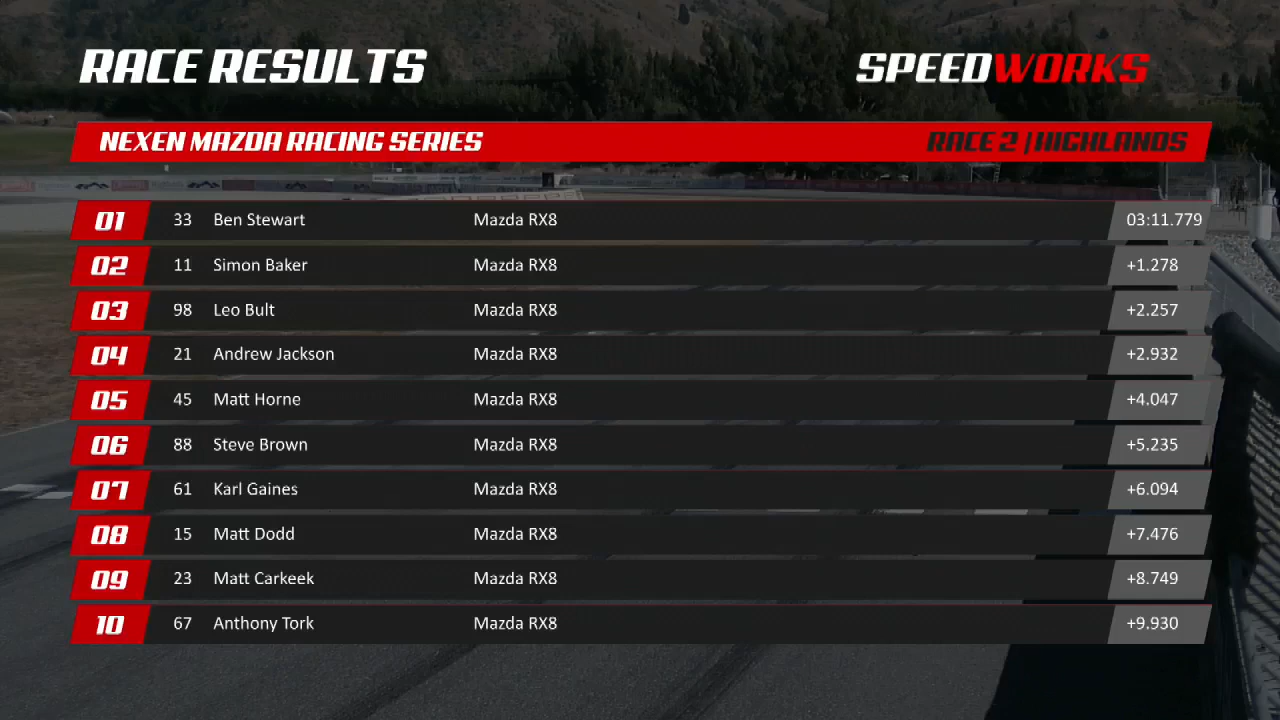 RACE RESULTS
SPEEDWORKS
NEXEN MAZDA RACING SERIES
RACE 2 | HIGHLANDS
01 33 Ben Stewart Mazda RX8 03:11.779
02 11 Simon Baker Mazda RX8 +1.278
03 98 Leo Bult Mazda RX8 +2.257
04 21 Andrew Jackson Mazda RX8 +2.932
05 45 Matt Horne Mazda RX8 +4.047
06 88 Steve Brown Mazda RX8 +5.235
07 61 Karl Gaines Mazda RX8 +6.094
08 15 Matt Dodd Mazda RX8 +7.476
09 23 Matt Carkeek Mazda RX8 +8.749
10 67 Anthony Tork Mazda RX8 +9.930